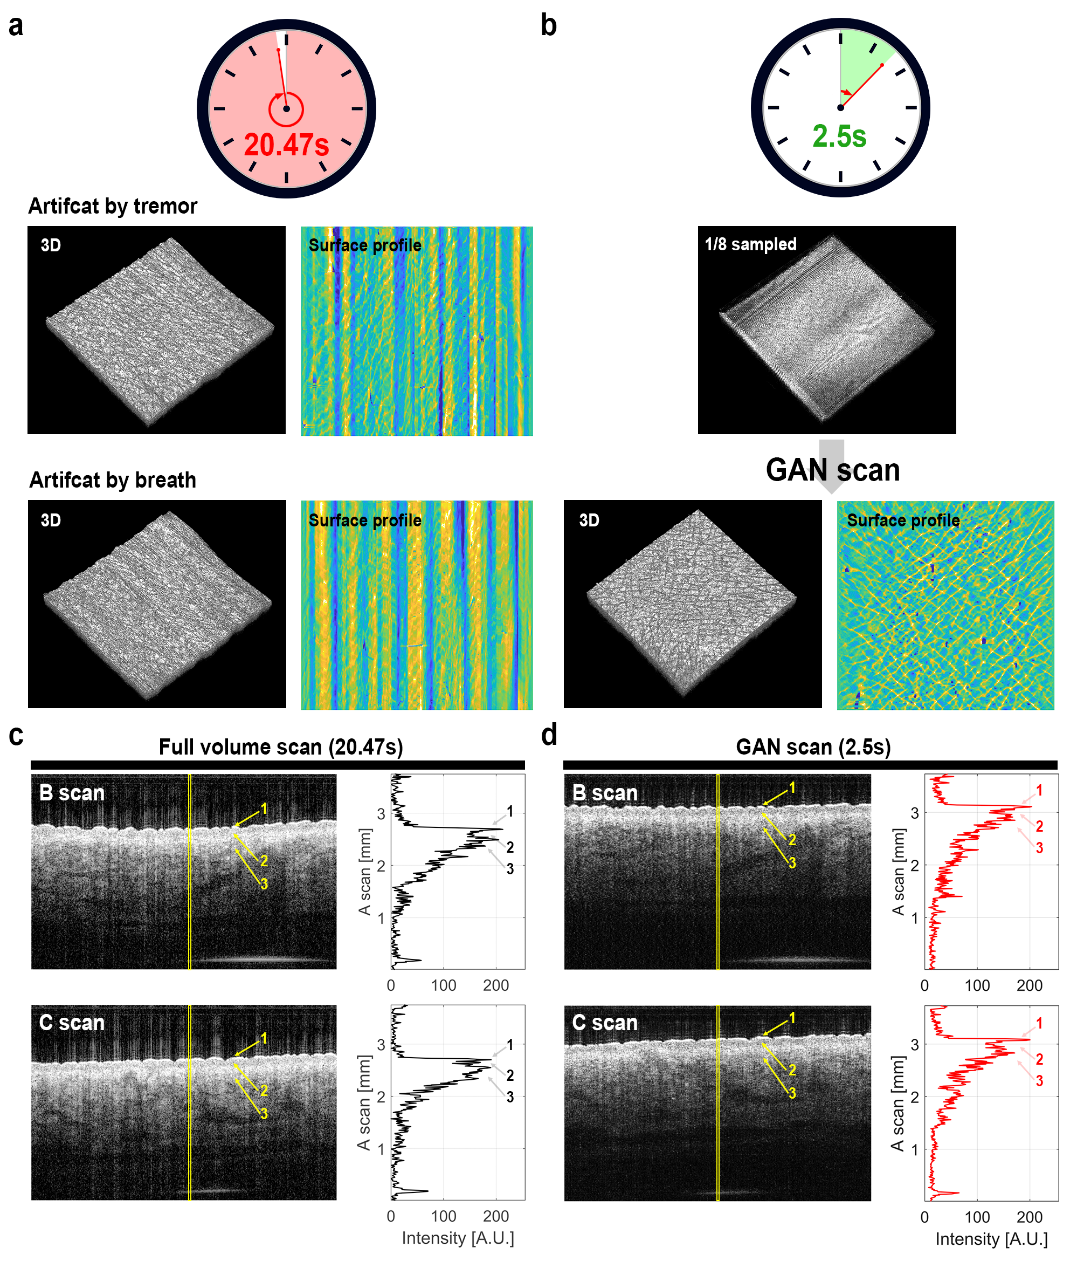 a
b
20.47s
2.5s
Artifcat by tremor
3D
Surface profile
1/8 sampled
GAN scan
Artifcat by breath
3D
Surface profile
3D
Surface profile
c
Full volume scan (20.47s)
d
GAN scan (2.5s)
B scan
1
2
3
A scan [mm]
3
2
1
1
2
3
0
100
200
B scan
1
2
3
A scan [mm]
3
2
1
1
2
3
0
100
200
C scan
1
2
3
A scan [mm]
3
2
1
1
2
3
0
100
200
Intensity [A.U.]
C scan
1
2
3
A scan [mm]
3
2
1
1
2
3
0
100
200
Intensity [A.U.]